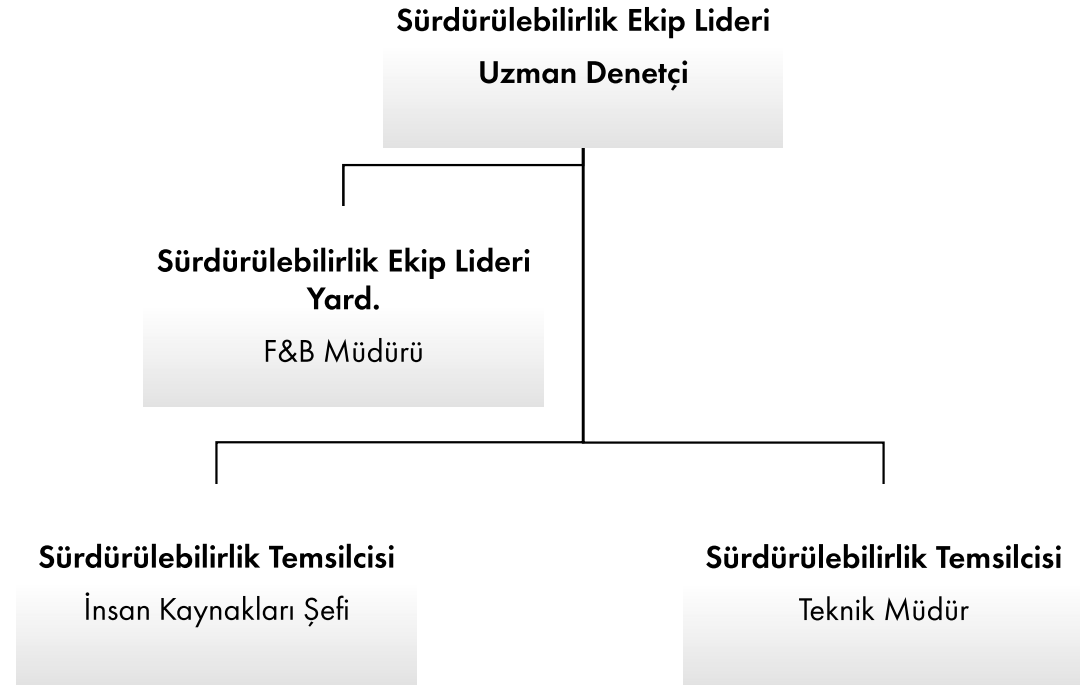 Sürdürülebilirlik Ekip Lideri
Uzman Denetçi
Sürdürülebilirlik Ekip Lideri
Yard.
F&B Müdürü
Sürdürülebilirlik Temsilcisi
İnsan Kaynakları Şefi
Sürdürülebilirlik Temsilcisi
Teknik Müdür